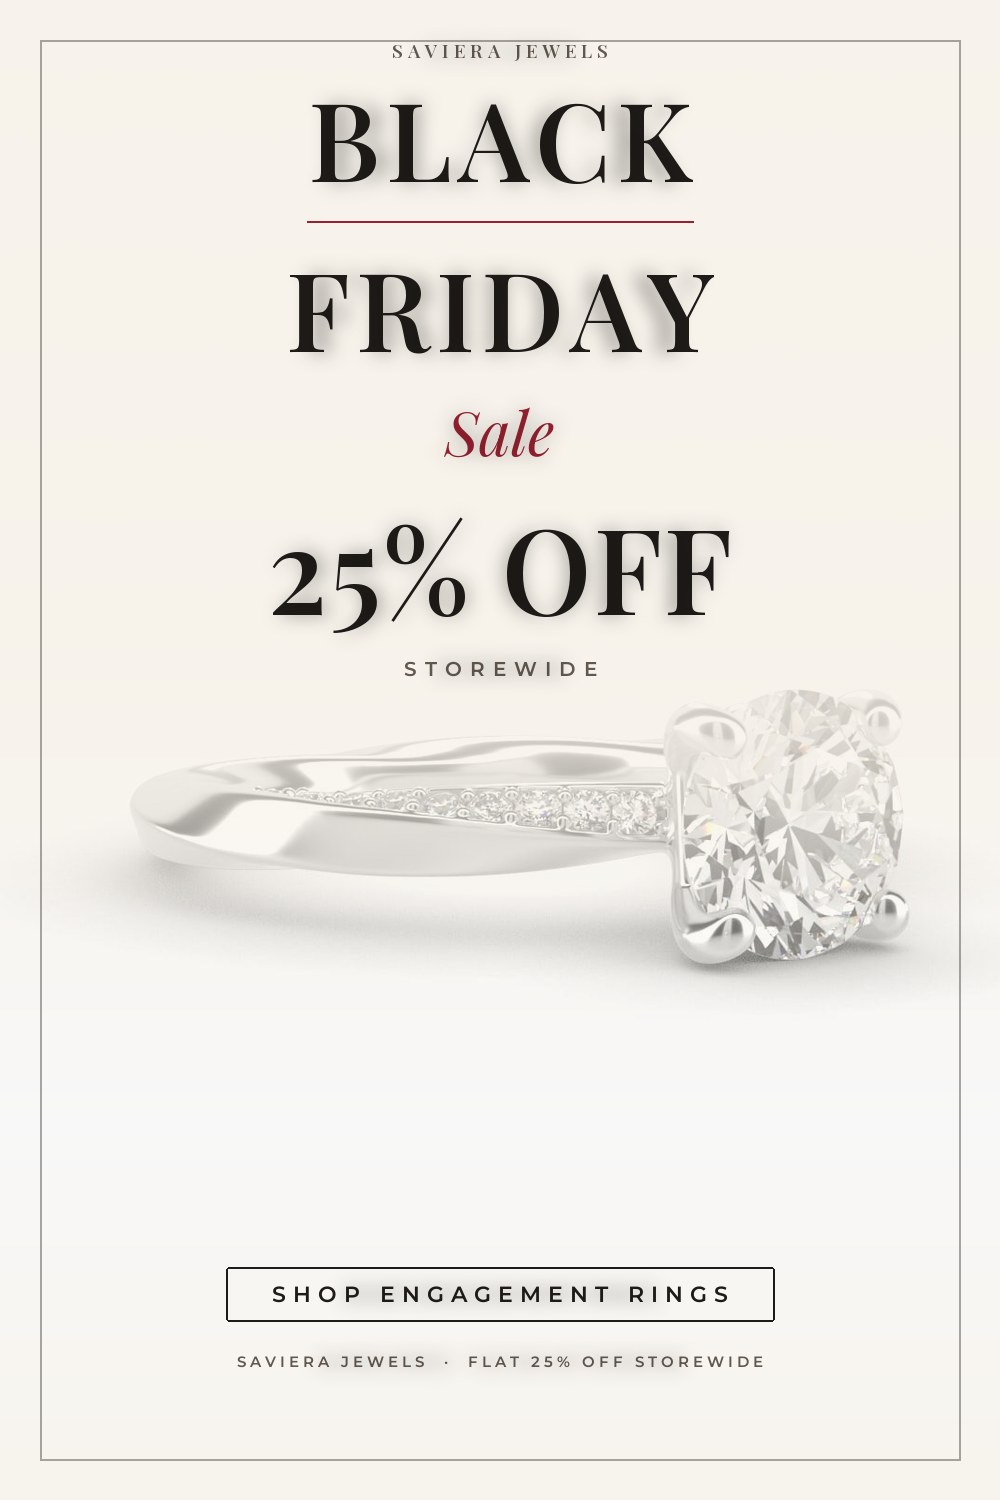 SAVIERA JEWELS
BLACK
FRIDAY
Sale
25% OFF
STOREWIDE
SHOP ENGAGEMENT RINGS
SAVIERA JEWELS · FLAT 25% OFF STOREWIDE